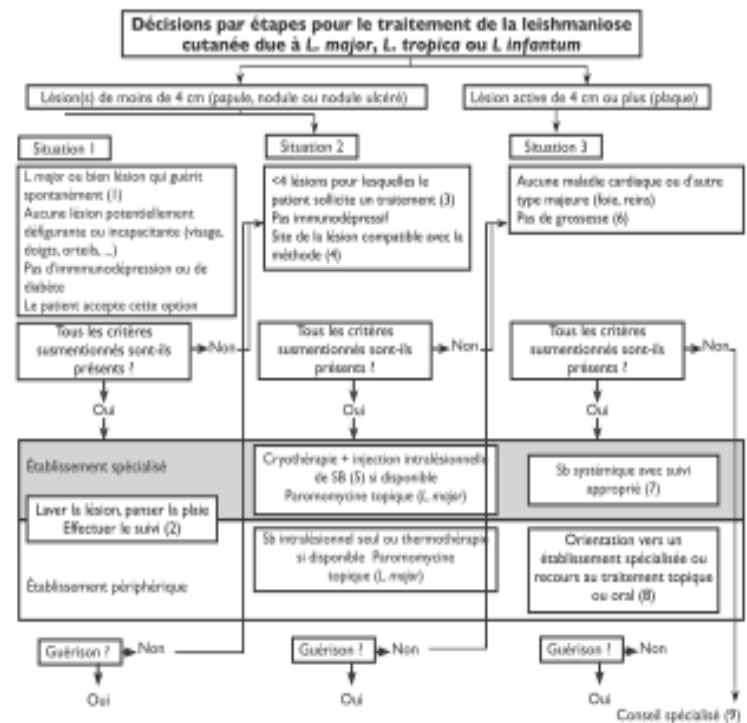 Décisions par étapes pour le traitement de la leishmaniose
cutanée due à L. major, L. tropica ou L infantum
Lésion(s) de moins de 4 cm (papule, nodule ou nodule ulcéré)
Lésion active de 4 cm ou plus (plaque)
Situation 1
L major ou bien lésion qui guérit
spontanément (1)
Aucune lésion potentiellement
défigurante ou incapacitante (visage,
doigts, orteils, ...)
Pas d'immnunodépression ou de
diabète
Le patient accepte cette option
Situation 2
<4 lésions pour lesquelles le
patient sollicite un traitement (3)
Pas immunodépressif
Site de la lésion compatible avec la
méthode (4)
Situation 3
Aucune maladie cardiaque ou d'autre
type majeure (foie, reins)
Pas de grossesse (6)
Tous les critères
susmentionnés sont-ils
présents ?
Non
Oui
Tous les critères
susmentionnés sont-ils
présents ?
Non
Oui
Tous les critères
susmentionnés sont-ils
présents ?
Non
Oui
Établissement spécialisé
Cryothérapie + injection intralésionnelle
de SB (5) si disponible
Paromomycine topique (L major)
Sb systémique avec suivi
approprié (7)
Laver la lésion, panser la plaie
Effectuer le suivi (2)
Établissement périphérique
Sb intralésionnel seul ou thermothérapie
si disponible Paromomycine
topique (L major)
Orientation vers un
établissement spécialisée ou
recours au traitement topique
ou oral (8)
Guérison ?
Non
Oui
Guérison ?
Non
Oui
Guérison ?
Non
Oui
Conseil spécialisé (9)